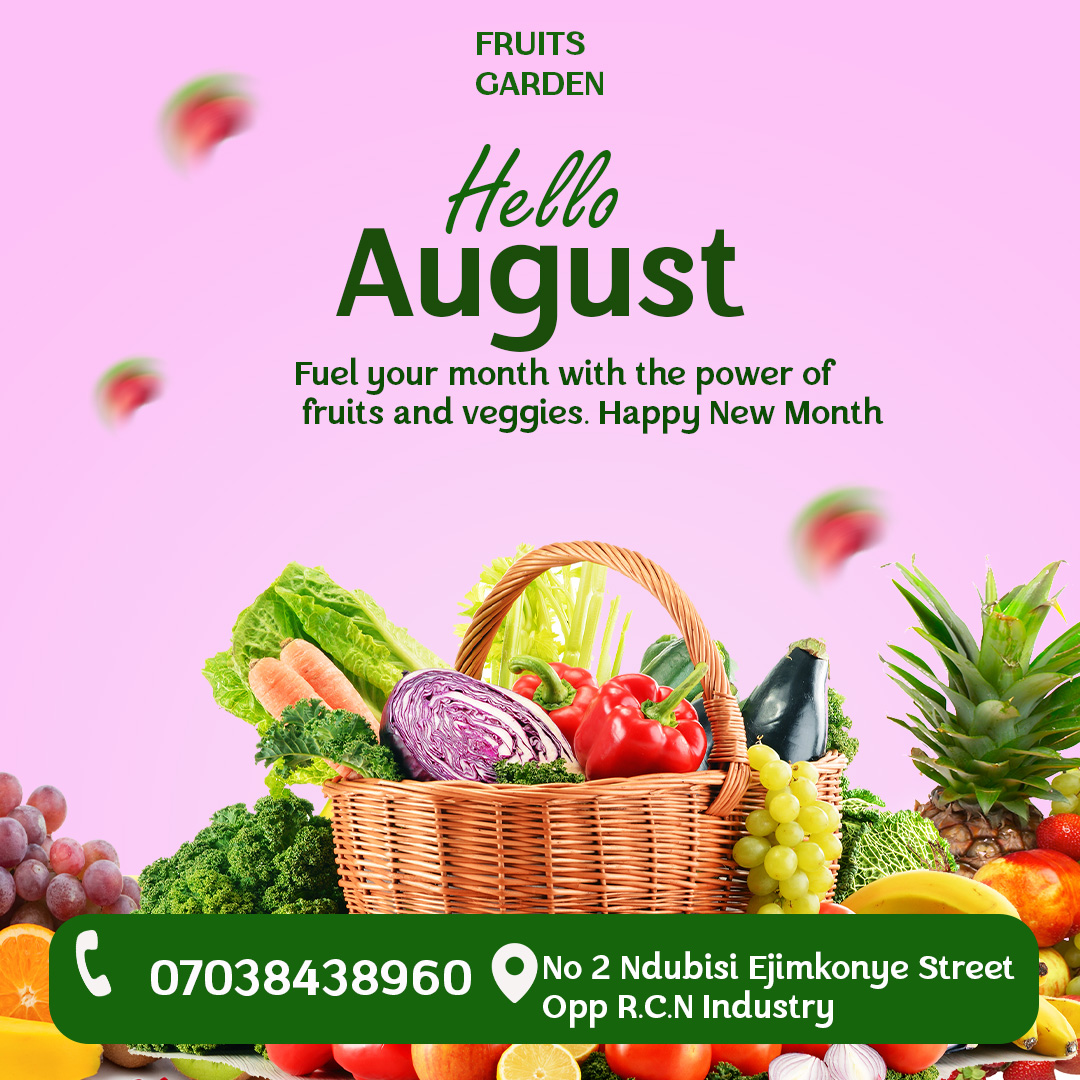 FRUITS
GARDEN
Hello
August
Fuel your month with the power of
fruits and veggies. Happy New Month
07038438960
No 2 Ndubisi Ejimkonye Street
Opp R.C.N Industry